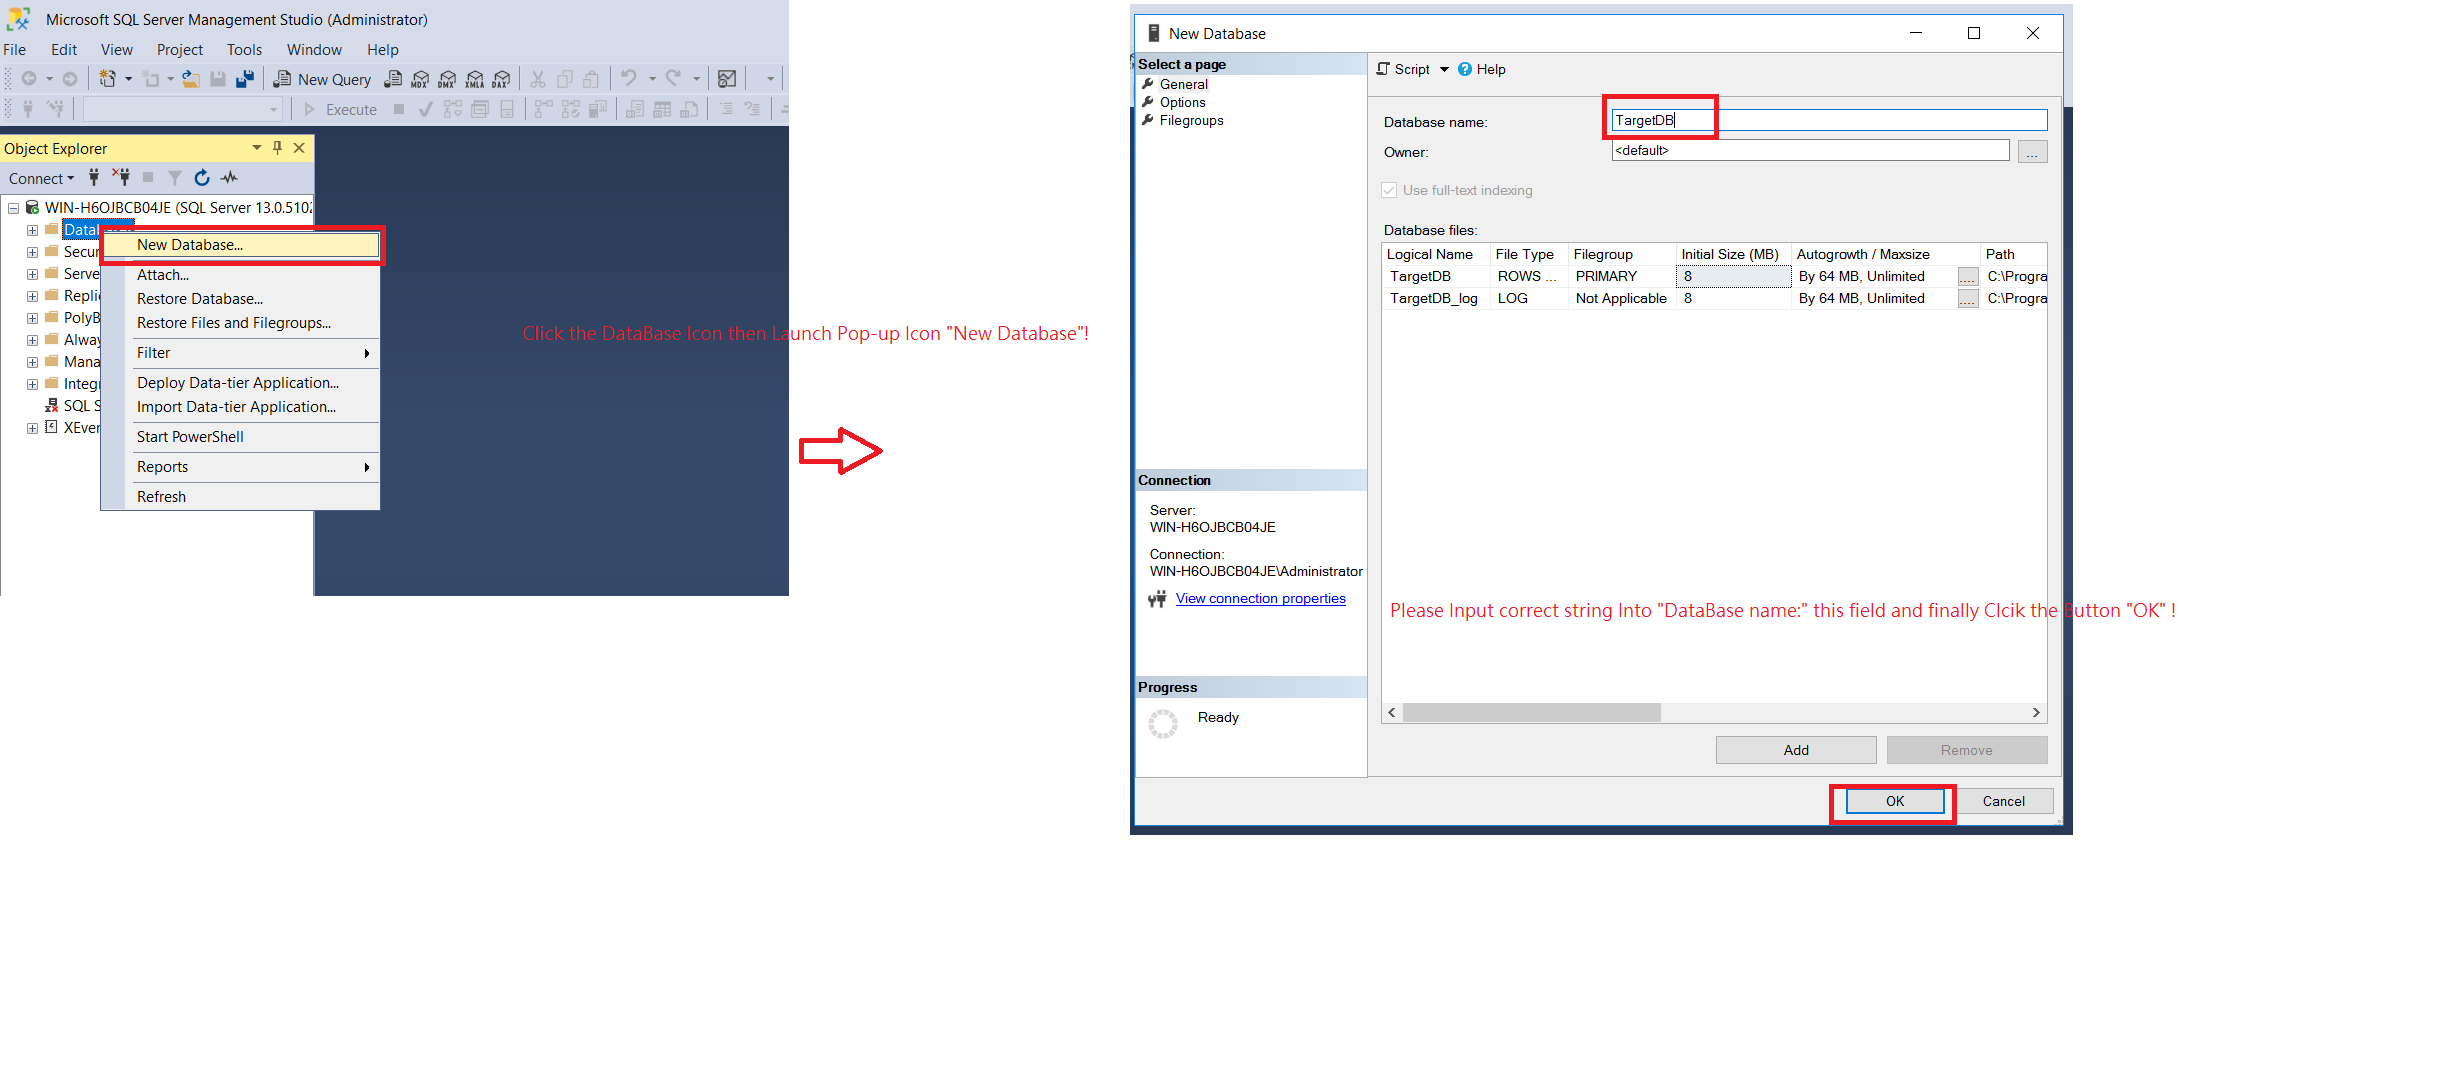 Microsoft SQL Server Management Studio (Administrator)
File Edit View Project Tools Window Help
New Query MDX DMX XMLA DAX
Execute
Object Explorer
Connect
WIN-H6OJBCB04JE (SQL Server 13.0.5102
Datal
Secur
Serve
Replic
PolyB
Alway
Mana
Integ
SQL S
XEver
New Database...
Attach...
Restore Database...
Restore Files and Filegroups...
Filter
Deploy Data-tier Application...
Import Data-tier Application...
Start PowerShell
Reports
Refresh
Click the DataBase Icon then Launch Pop-up Icon "New Database"!
New Database
Select a page
General
Options
Filegroups
Script Help
Database name: TargetDB
Owner: <default> ...
Use full-text indexing
Database files:
Logical Name File Type Filegroup Initial Size (MB) Autogrowth / Maxsize Path
TargetDB ROWS ... PRIMARY 8 By 64 MB, Unlimited .... C:\Progra
TargetDB_log LOG Not Applicable 8 By 64 MB, Unlimited .... C:\Progra
Connection
Server:
WIN-H6OJBCB04JE
Connection:
WIN-H6OJBCB04JE\Administrator
View connection properties
Please Input correct string Into "DataBase name:" this field and finally Clcik the Button "OK" !
Progress
Ready
Add Remove
OK Cancel